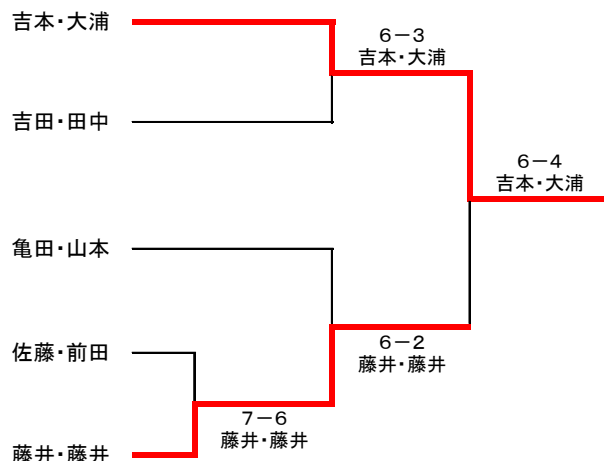 吉本・大浦
6－3
吉本・大浦
吉田・田中
6－4
吉本・大浦
亀田・山本
佐藤・前田
6－2
藤井・藤井
7－6
藤井・藤井
藤井・藤井